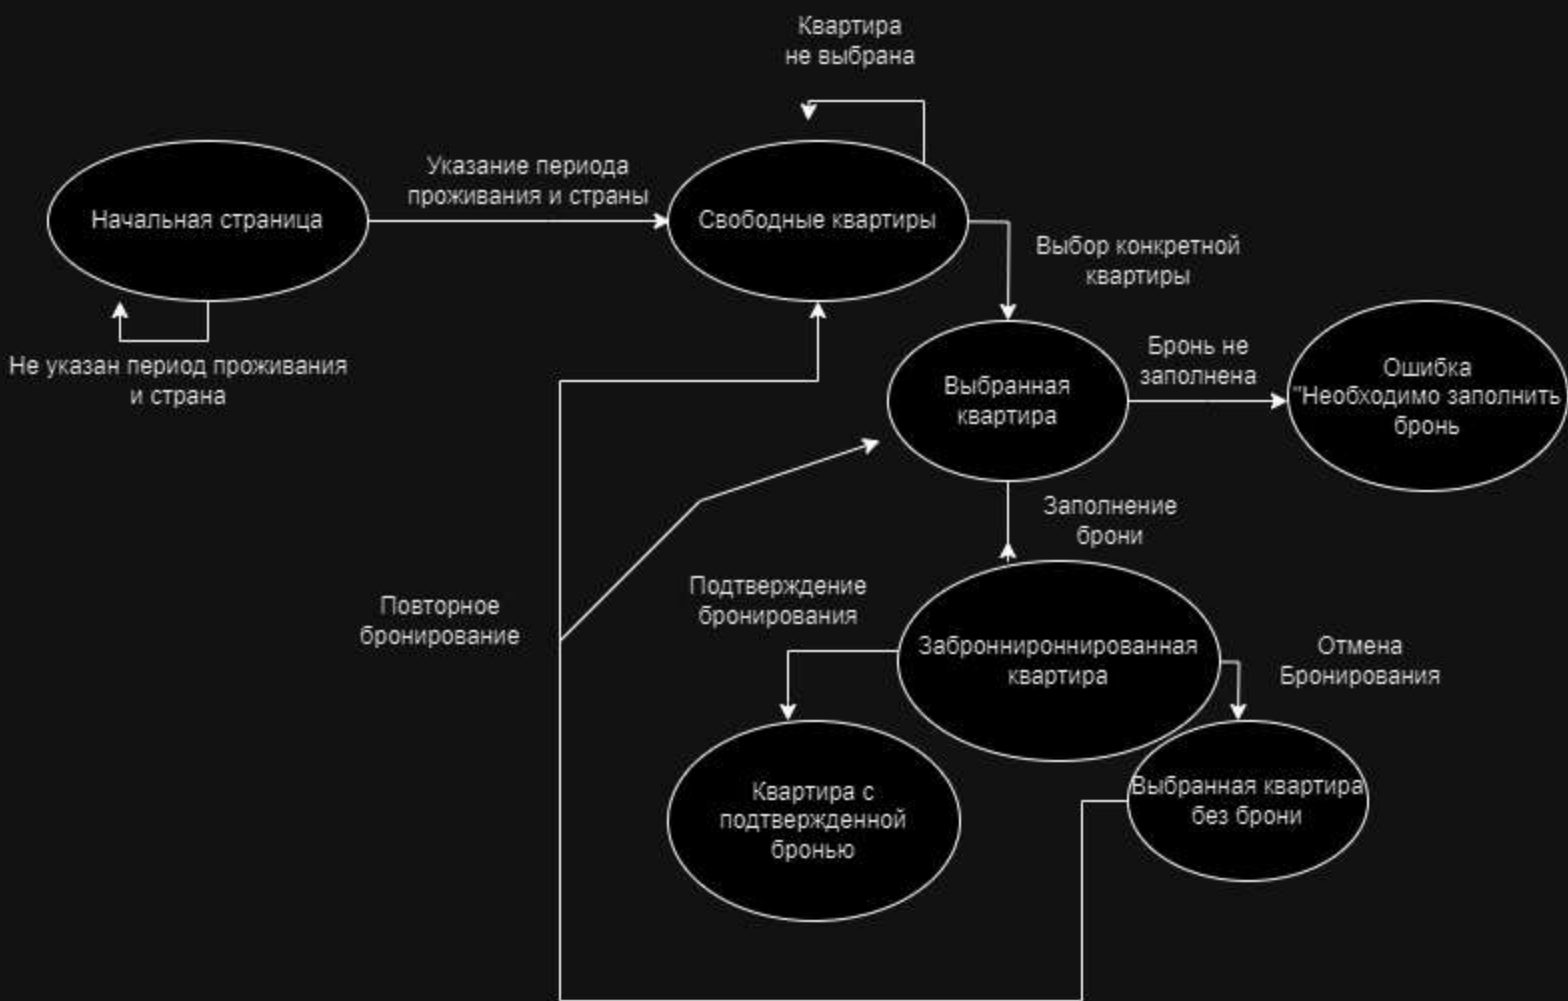 Квартира
не выбрана
Указание периода
проживания и страны
Начальная страница
Свободные квартиры
Выбор конкретной
квартиры
Не указан период проживания
и страна
Бронь не
заполнена
Выбранная
квартира
Ошибка
"Необходимо заполнить
бронь
Заполнение
брони
Подтверждение
бронирования
Повторное
бронирование
Заброннироннированная
квартира
Отмена
Бронирования
Квартира с
подтвержденной
бронью
Выбранная квартира
без брони